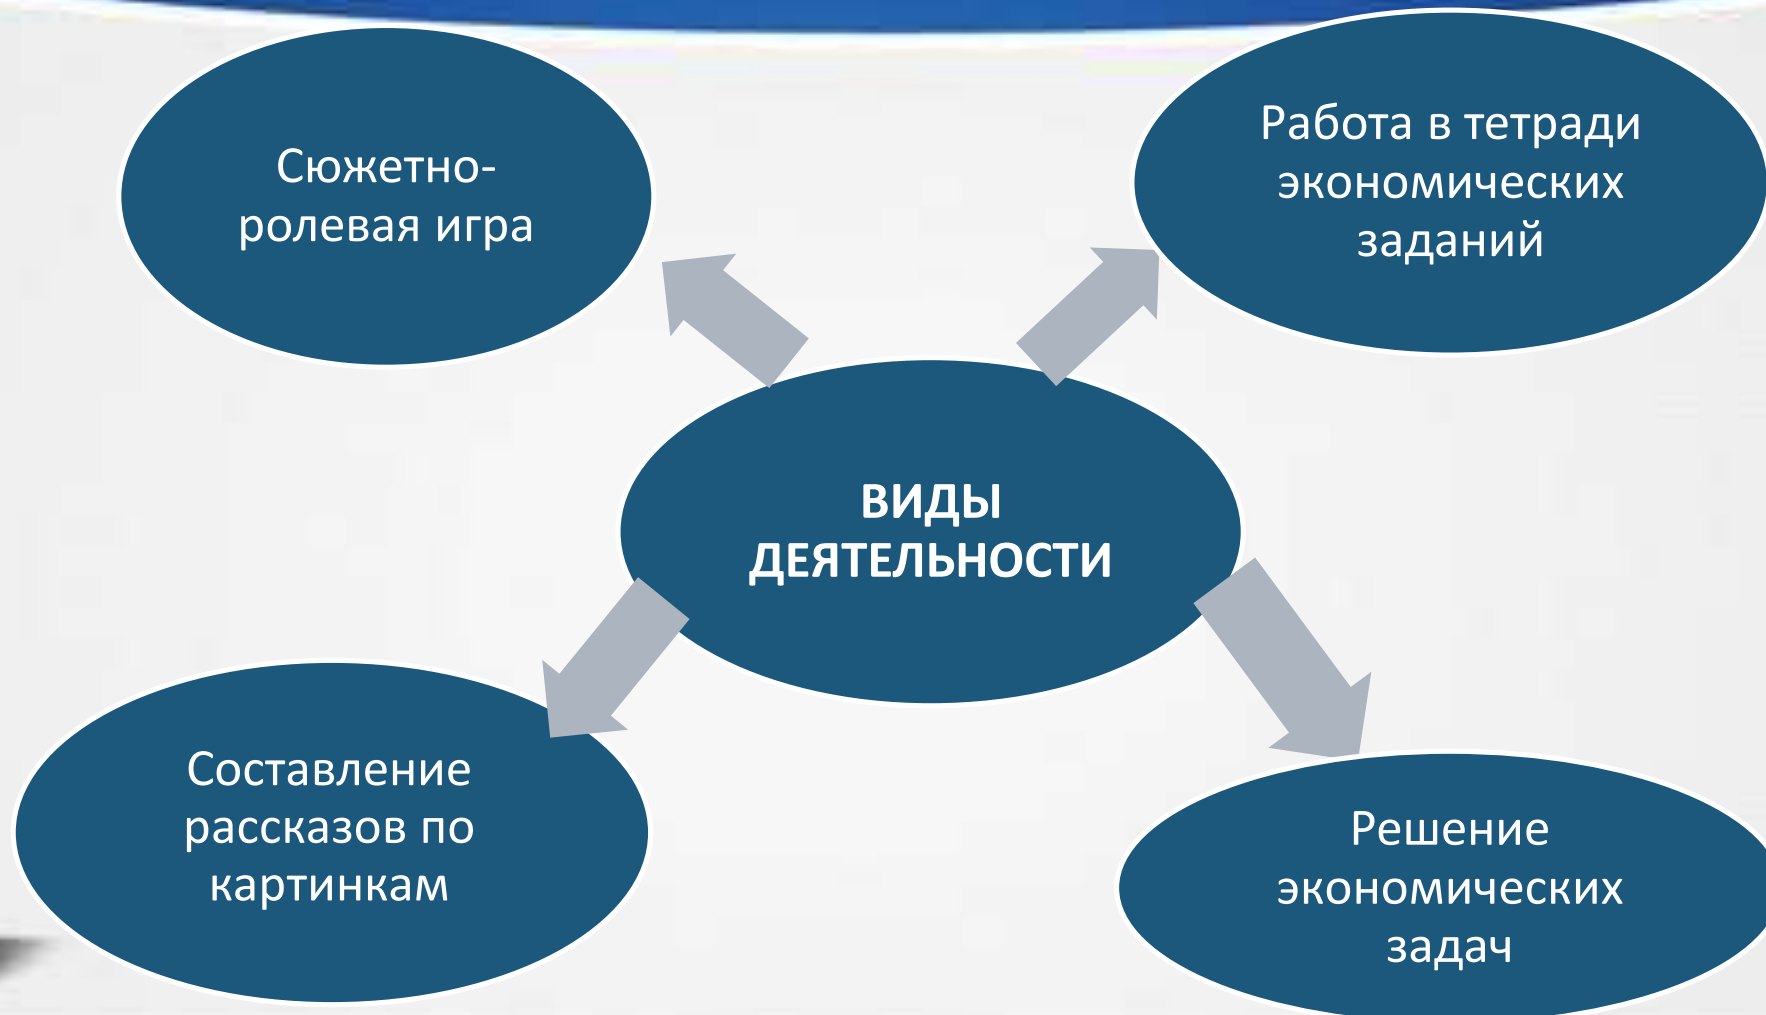 Сюжетно-
ролевая игра
Работа в тетради
экономических
заданий
ВИДЫ
ДЕЯТЕЛЬНОСТИ
Составление
рассказов по
картинкам
Решение
экономических
задач